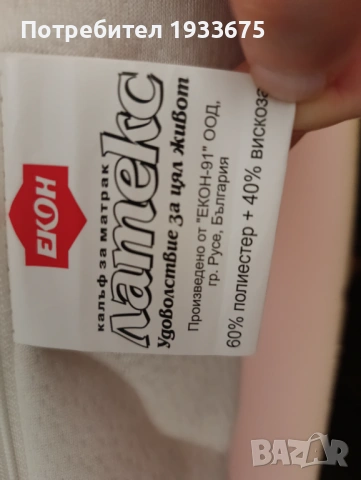 Потребител 1933675
ЕКОН
калъф за матрак
Латекс
Удоволствие за цял живот
Произведено от "ЕКОН-91" ООД,
гр. Русе, България
60% полиестер + 40% вискоза
BAZAR
bg